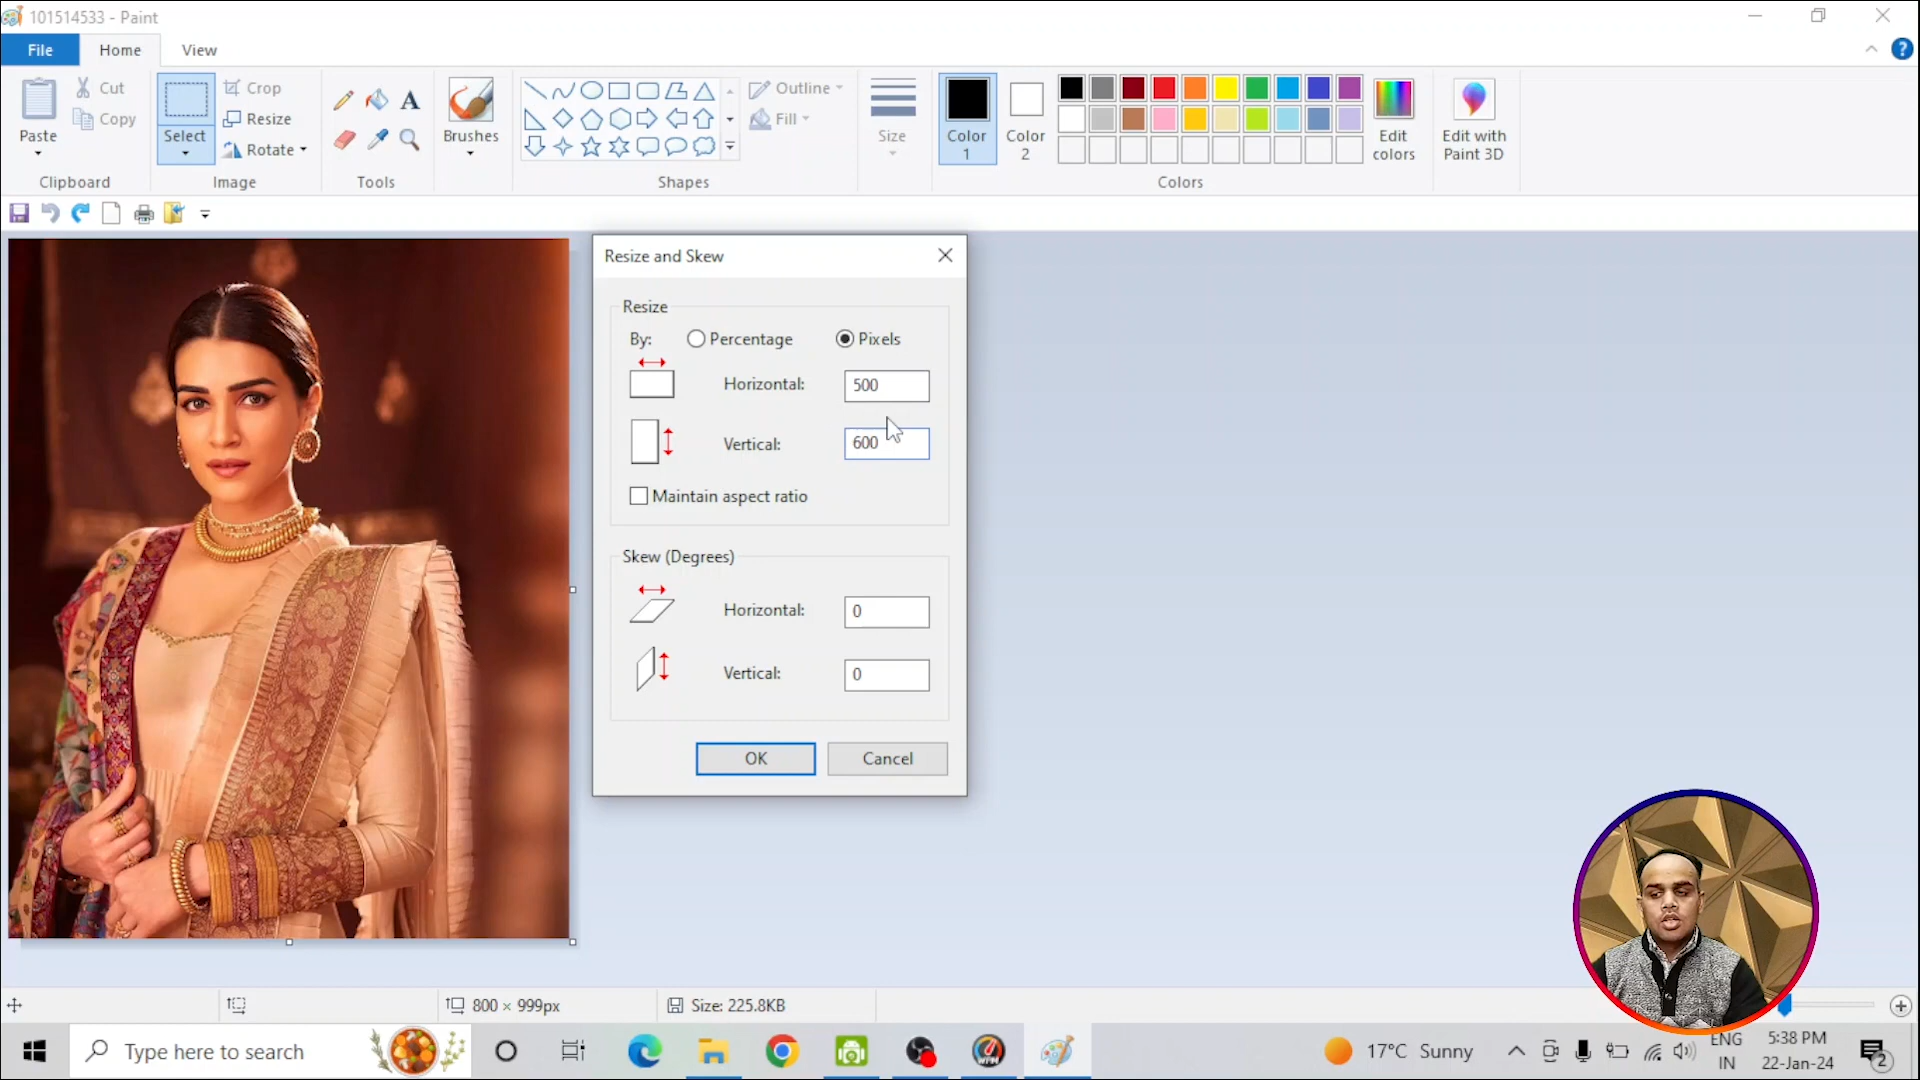 101514533 - Paint
File
Home
View
Paste
Cut
Copy
Clipboard
Select
Crop
Resize
Rotate
Image
A
Tools
Brushes
Outline
Fill
Shapes
Size
Color 1
Color 2
Edit colors
Colors
Edit with Paint 3D
?
Resize and Skew
Resize
By:
Percentage
Pixels
Horizontal:
500
Vertical:
600
Maintain aspect ratio
Skew (Degrees)
Horizontal:
0
Vertical:
0
OK
Cancel
800 × 999px
Size: 225.8KB
Type here to search
17°C Sunny
ENG
IN
5:38 PM
22-Jan-24
2